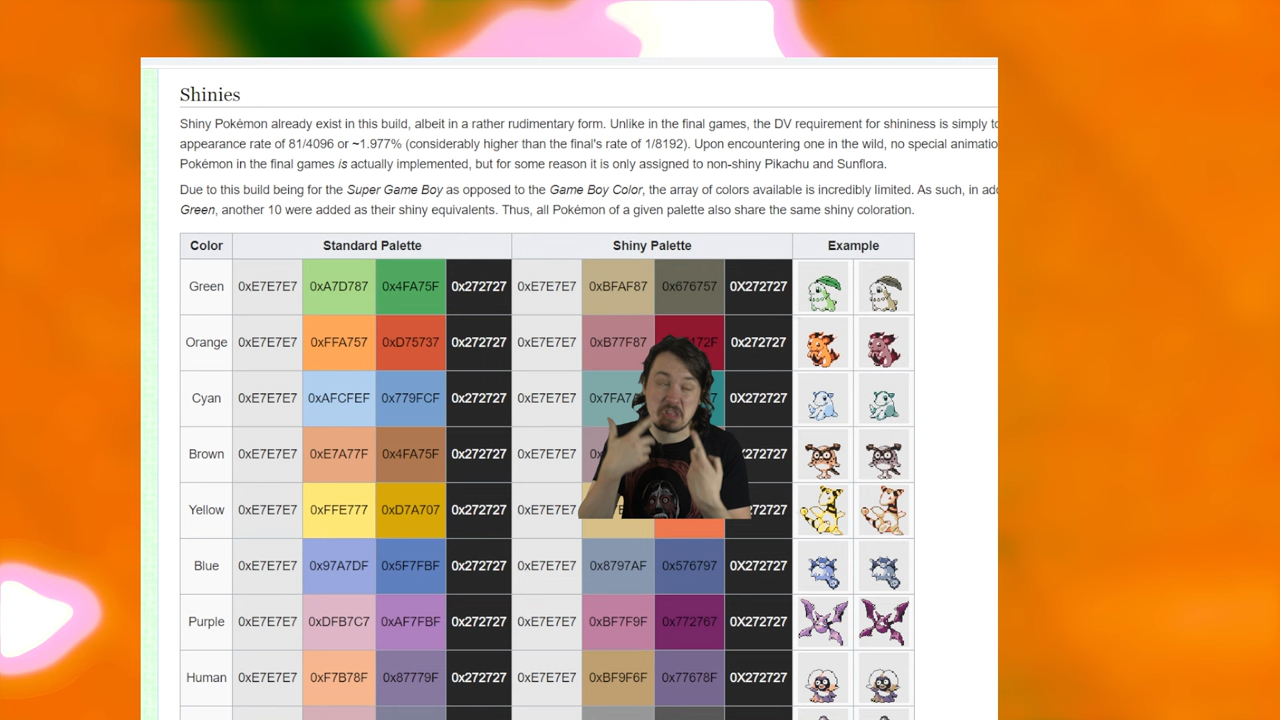 Shinies
Shiny Pokémon already exist in this build, albeit in a rather rudimentary form. Unlike in the final games, the DV requirement for shininess is simply to
appearance rate of 81/4096 or ~1.977% (considerably higher than the final's rate of 1/8192). Upon encountering one in the wild, no special animatio
Pokémon in the final games is actually implemented, but for some reason it is only assigned to non-shiny Pikachu and Sunflora.
Due to this build being for the Super Game Boy as opposed to the Game Boy Color, the array of colors available is incredibly limited. As such, in add
Green, another 10 were added as their shiny equivalents. Thus, all Pokémon of a given palette also share the same shiny coloration.
Color Standard Palette Shiny Palette Example
Green 0xE7E7E7 0xA7D787 0x4FA75F 0x272727 0xE7E7E7 0xBFAF87 0x676757 0X272727
Orange 0xE7E7E7 0xFFA757 0xD75737 0x272727 0xE7E7E7 0xB77F87 172F 0x272727
Cyan 0xE7E7E7 0xAFCFEF 0x779FCF 0x272727 0xE7E7E7 0x7FA7 7 0X272727
Brown 0xE7E7E7 0xE7A77F 0x4FA75F 0x272727 0xE7E7E7 0x 272727
Yellow 0xE7E7E7 0xFFE777 0xD7A707 0x272727 0xE7E7E7 272727
Blue 0xE7E7E7 0x97A7DF 0x5F7FBF 0x272727 0xE7E7E7 0x8797AF 0x576797 0X272727
Purple 0xE7E7E7 0xDFB7C7 0xAF7FBF 0x272727 0xE7E7E7 0xBF7F9F 0x772767 0X272727
Human 0xE7E7E7 0xF7B78F 0x87779F 0x272727 0xE7E7E7 0xBF9F6F 0x77678F 0X272727